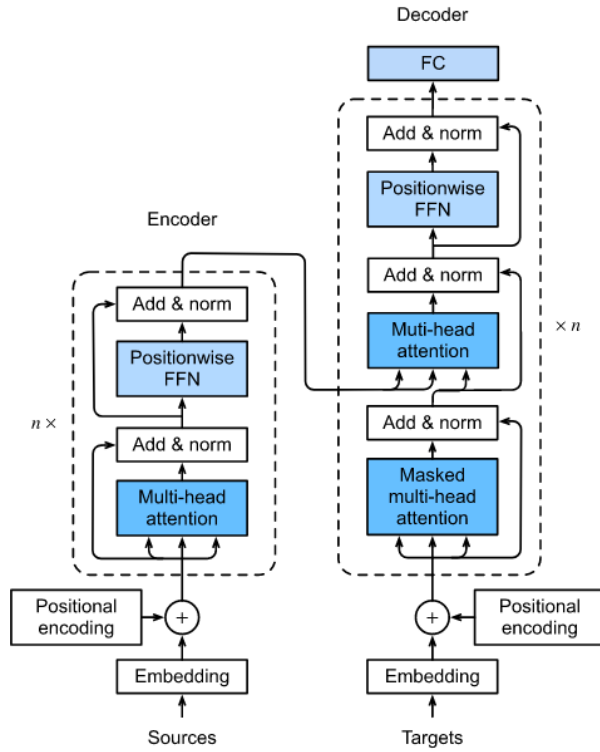 Decoder
FC
Add & norm
Positionwise
FFN
Add & norm
Muti-head
attention
× n
Add & norm
Masked
multi-head
attention
Positional
encoding
+
Embedding
Targets
Encoder
Add & norm
Positionwise
FFN
n ×
Add & norm
Multi-head
attention
Positional
encoding
+
Embedding
Sources